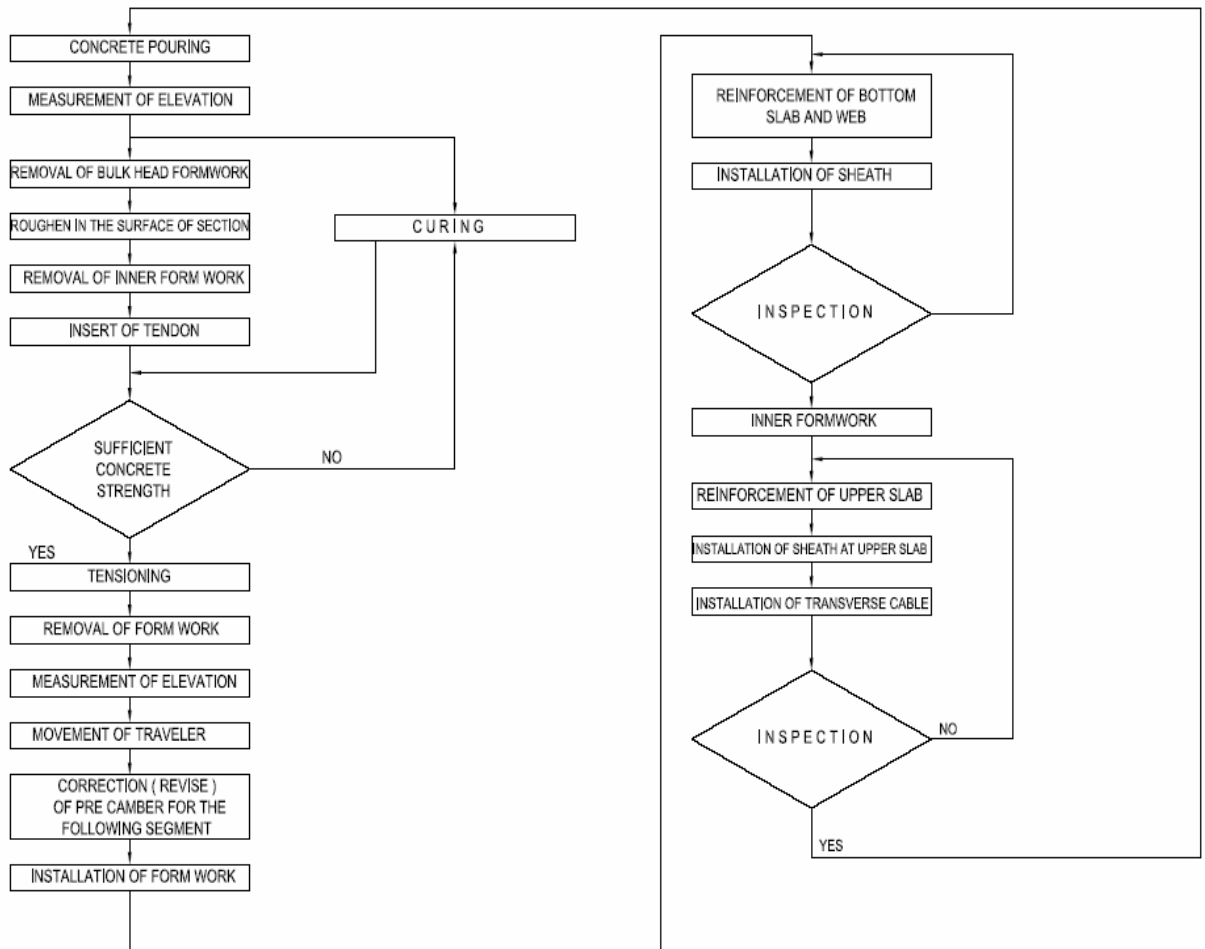 CONCRETE POURING
MEASUREMENT OF ELEVATION
REMOVAL OF BULK HEAD FORMWORK
ROUGHEN IN THE SURFACE OF SECTION
CURING
REMOVAL OF INNER FORM WORK
INSERT OF TENDON
SUFFICIENT
CONCRETE
STRENGTH
NO
YES
TENSIONING
REMOVAL OF FORM WORK
MEASUREMENT OF ELEVATION
MOVEMENT OF TRAVELER
CORRECTION ( REVISE )
OF PRE CAMBER FOR THE
FOLLOWING SEGMENT
INSTALLATION OF FORM WORK
REINFORCEMENT OF BOTTOM
SLAB AND WEB
INSTALLATION OF SHEATH
INSPECTION
INNER FORMWORK
REINFORCEMENT OF UPPER SLAB
INSTALLATION OF SHEATH AT UPPER SLAB
INSTALLATION OF TRANSVERSE CABLE
INSPECTION
NO
YES